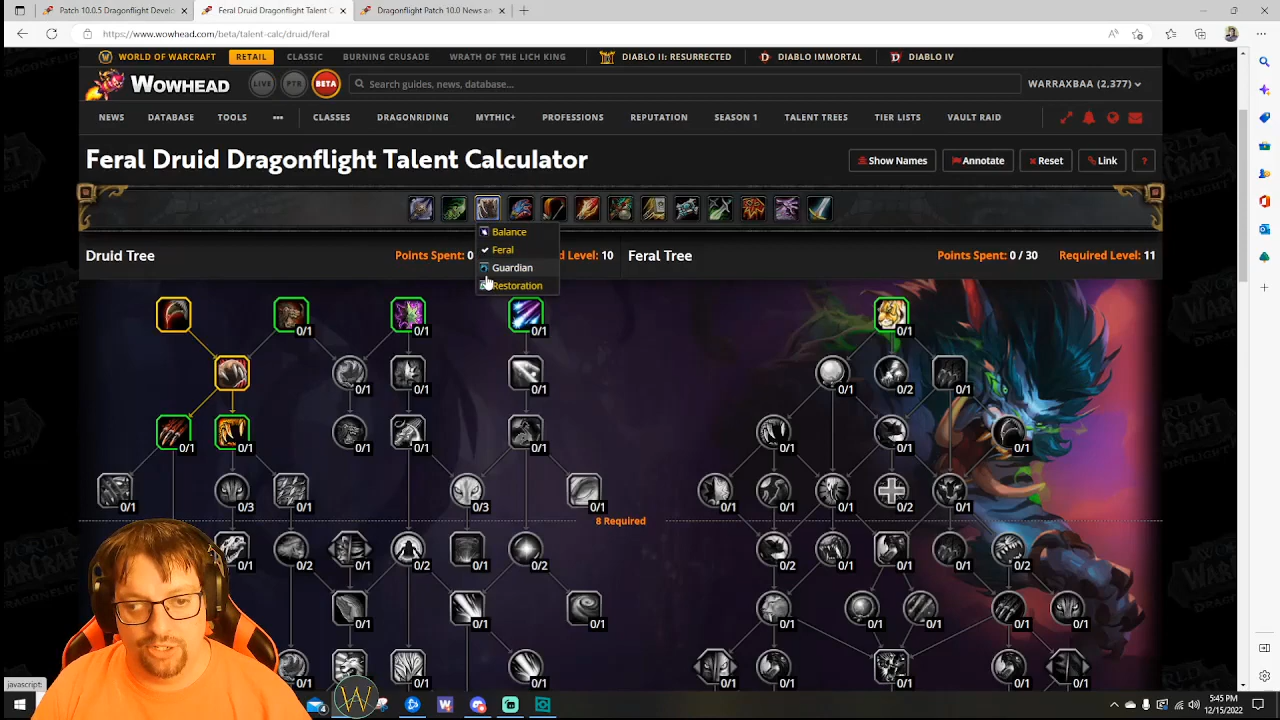 Patch 10.0.5 Dragonflight Develo
Feral Druid Dragonflight Talent C
Dragonflight Patch 10.0 News an
https://www.wowhead.com/beta/talent-calc/druid/feral
WORLD OF WARCRAFT RETAIL CLASSIC BURNING CRUSADE WRATH OF THE LICH KING DIABLO II: RESURRECTED DIABLO IMMORTAL DIABLO IV
WOWHEAD LIVE PTR BETA Search guides, news, database... WARRAXBAA (2,377)
NEWS DATABASE TOOLS ••• CLASSES DRAGONRIDING MYTHIC+ PROFESSIONS REPUTATION SEASON 1 TALENT TREES TIER LISTS VAULT RAID
Feral Druid Dragonflight Talent Calculator
Show Names Annotate Reset Link ?
Balance
Feral
Guardian
Restoration
Druid Tree Points Spent: 0 d Level: 10 Feral Tree Points Spent: 0 / 30 Required Level: 11
0/1 0/1 0/1 0/1
0/1 0/1 0/1 0/1 0/2 0/1
0/1 0/1 0/1 0/1 0/1 0/1 0/1 0/1
0/1 0/3 0/1 0/3 0/1 0/1 0/1 0/1 0/2 0/1
8 Required
0/1 0/2 0/1 0/2 0/1 0/2 0/2 0/1 0/1 0/1 0/2
0/1 0/1 0/1 0/1 0/1 0/1 0/1 0/1
0/1 0/1 0/1 0/1 0/1 0/1 0/1 0/1 0/1
javascript:
5:45 PM
12/15/2022